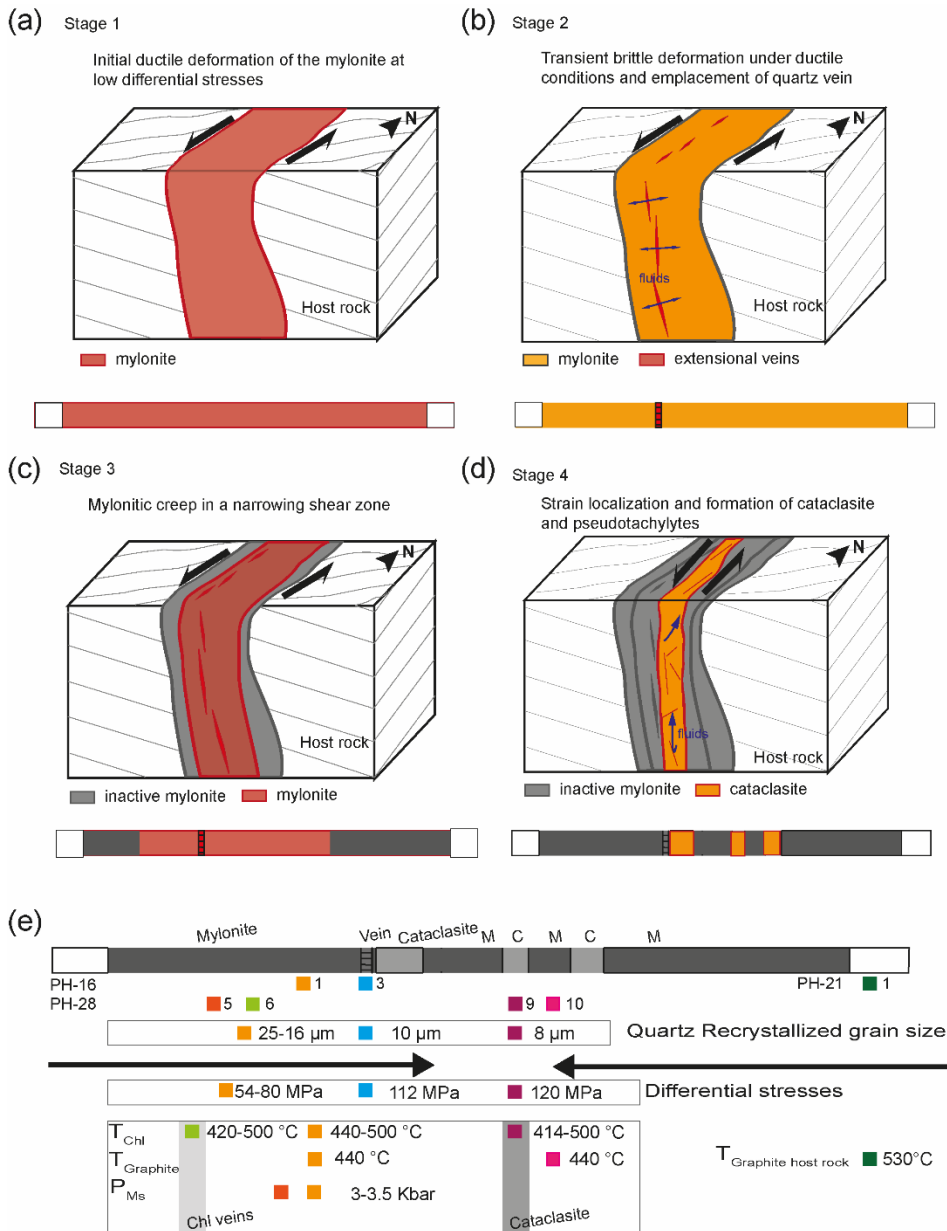 (a) Stage 1
Initial ductile deformation of the mylonite at
low differential stresses
N
Host rock
mylonite
(b) Stage 2
Transient brittle deformation under ductile
conditions and emplacement of quartz vein
N
fluids
Host rock
mylonite extensional veins
(c) Stage 3
Mylonitic creep in a narrowing shear zone
N
Host rock
inactive mylonite mylonite
(d) Stage 4
Strain localization and formation of cataclasite
and pseudotachylytes
N
fluids
Host rock
inactive mylonite cataclasite
(e)
Mylonite Vein Cataclasite M C M C M
PH-16 1 3 PH-21 1
PH-28 5 6 9 10
25-16 µm 10 µm 8 µm Quartz Recrystallized grain size
54-80 MPa 112 MPa 120 MPa Differential stresses
TChl 420-500 °C 440-500 °C 414-500 °C
TGraphite 440 °C 440 °C TGraphite host rock 530°C
PMs 3-3.5 Kbar
Chl veins Cataclasite